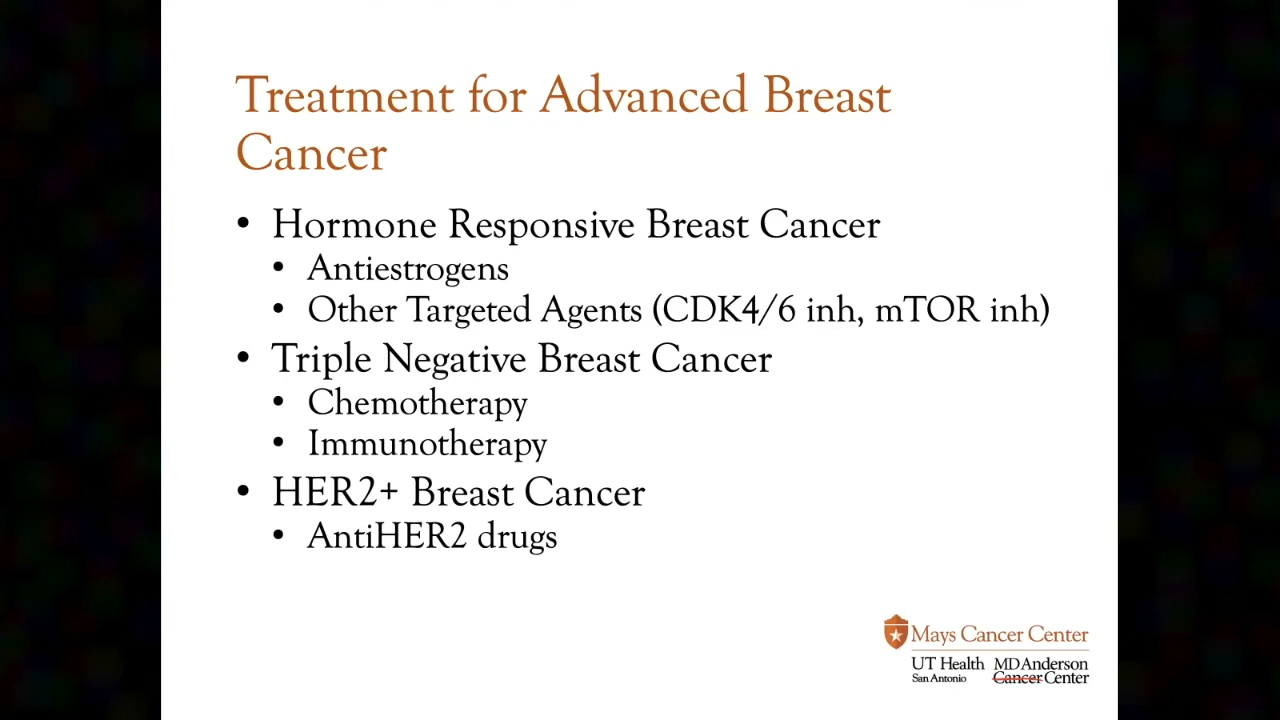 Treatment for Advanced Breast
Cancer
• Hormone Responsive Breast Cancer
• Antiestrogens
• Other Targeted Agents (CDK4/6 inh, mTOR inh)
• Triple Negative Breast Cancer
• Chemotherapy
• Immunotherapy
• HER2+ Breast Cancer
• AntiHER2 drugs
Mays Cancer Center
UT Health MD Anderson
San Antonio Cancer Center